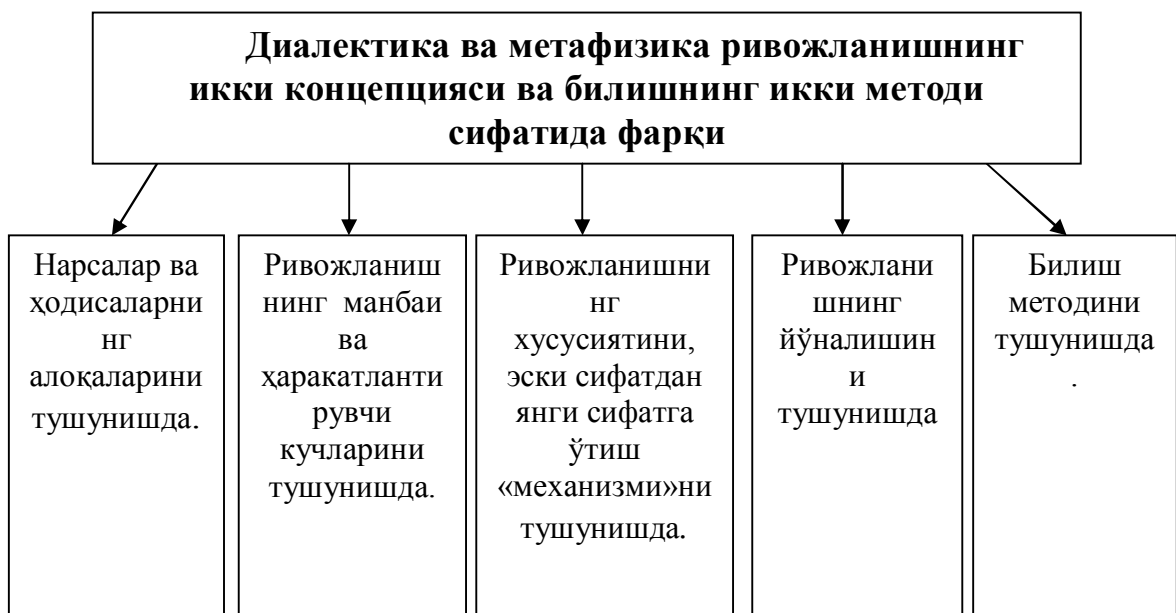 Диалектика ва метафизика ривожланишнинг
икки концепцияси ва билишнинг икки методи
сифатида фарқи
Нарсалар ва
ҳодисаларни
нг
алоқаларини
тушунишда.
Ривожланиш
нинг манбаи
ва
ҳаракатланти
рувчи
кучларини
тушунишда.
Ривожланишни
нг
хусусиятини,
эски сифатдан
янги сифатга
ўтиш
«механизми»ни
тушунишда.
Ривожлани
шнинг
йўналишин
и
тушунишда
Билиш
методини
тушунишда
.